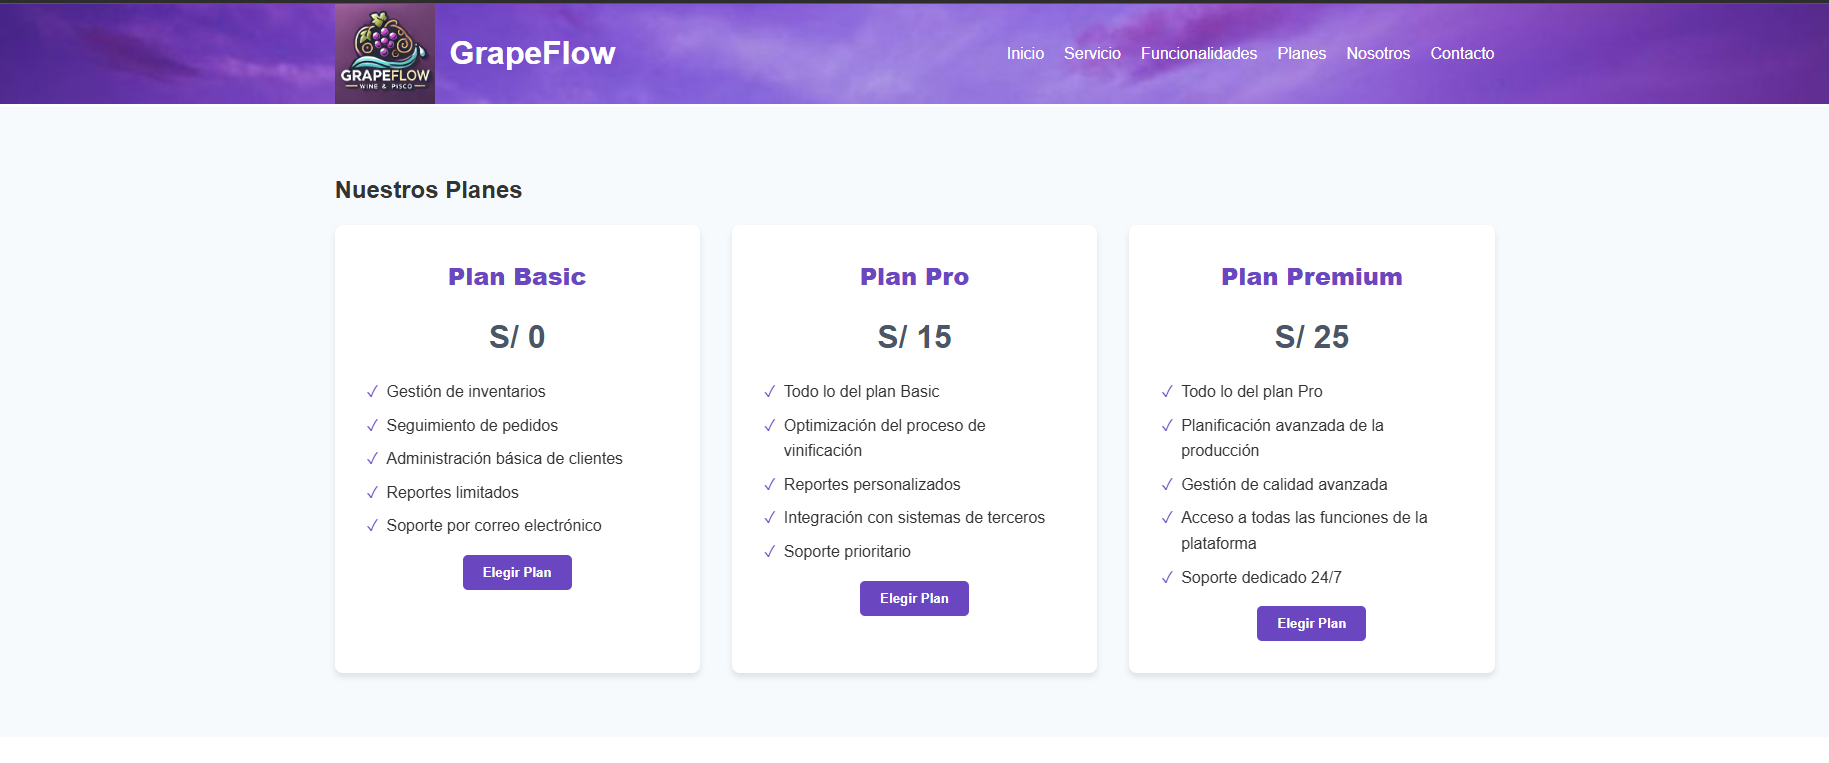 GRAPEFLOW
WINE & PISCO
GrapeFlow
Inicio Servicio Funcionalidades Planes Nosotros Contacto
Nuestros Planes
Plan Basic
S/ 0
✓ Gestión de inventarios
✓ Seguimiento de pedidos
✓ Administración básica de clientes
✓ Reportes limitados
✓ Soporte por correo electrónico
Elegir Plan
Plan Pro
S/ 15
✓ Todo lo del plan Basic
✓ Optimización del proceso de
vinificación
✓ Reportes personalizados
✓ Integración con sistemas de terceros
✓ Soporte prioritario
Elegir Plan
Plan Premium
S/ 25
✓ Todo lo del plan Pro
✓ Planificación avanzada de la
producción
✓ Gestión de calidad avanzada
✓ Acceso a todas las funciones de la
plataforma
✓ Soporte dedicado 24/7
Elegir Plan